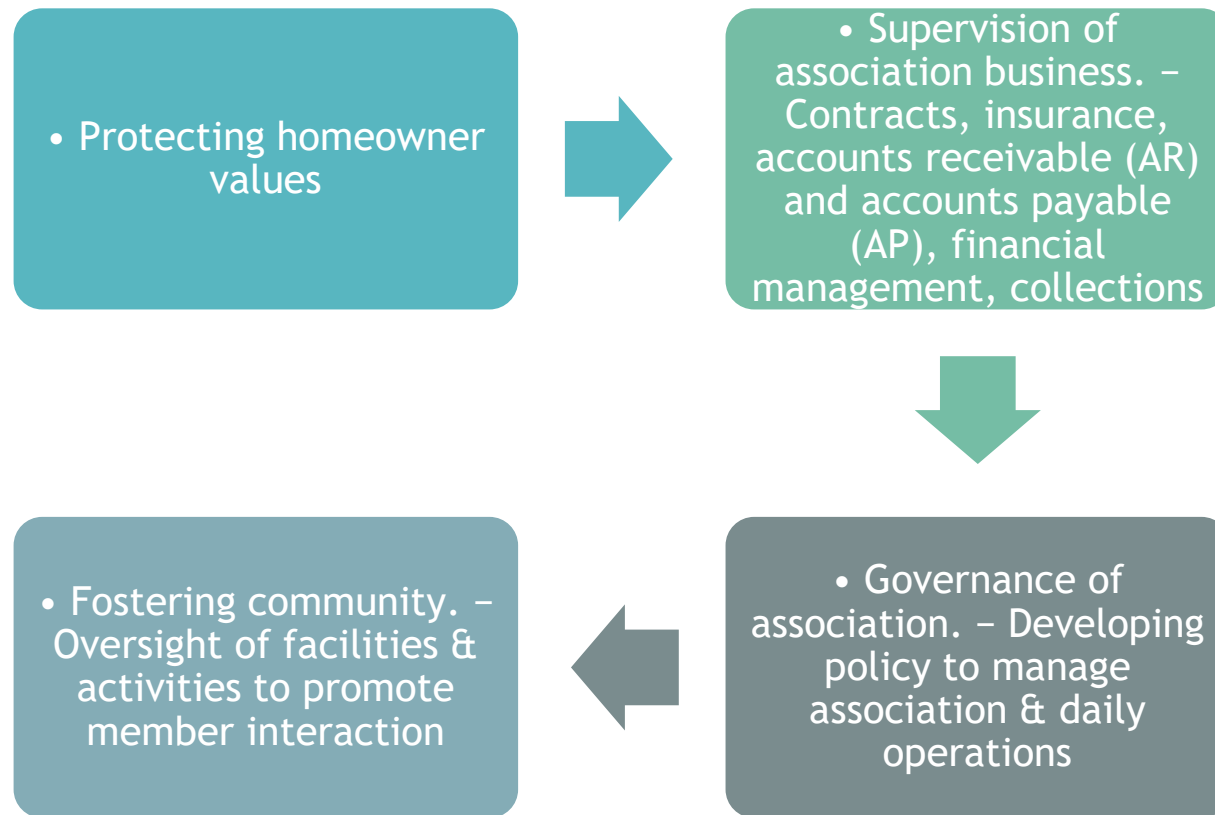 • Protecting homeowner
values
• Supervision of
association business. –
Contracts, insurance,
accounts receivable (AR)
and accounts payable
(AP), financial
management, collections
• Governance of
association. – Developing
policy to manage
association & daily
operations
• Fostering community. –
Oversight of facilities &
activities to promote
member interaction